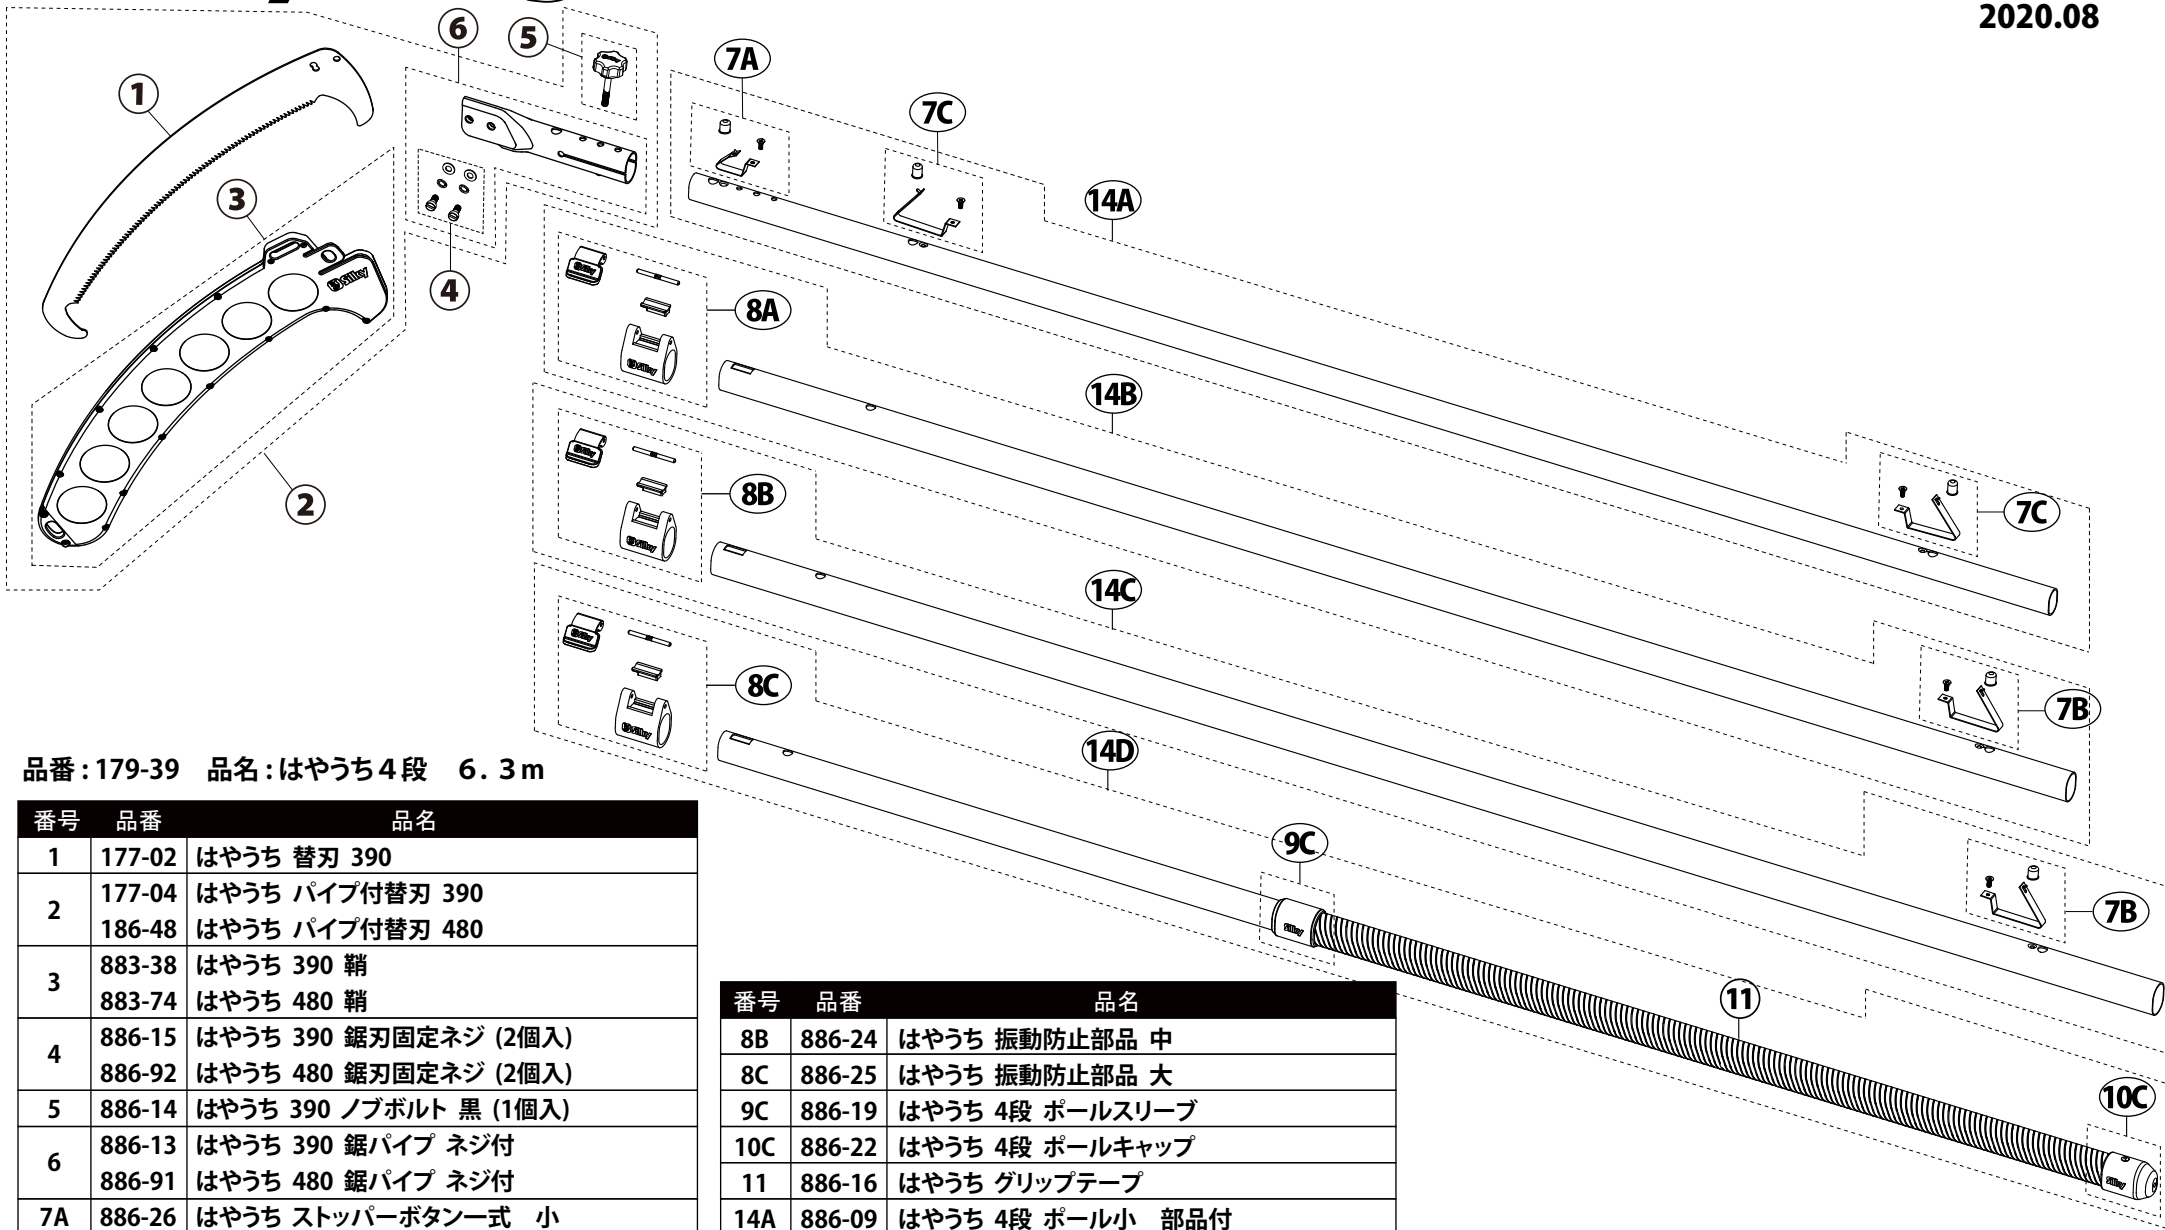 2020.08
6
5
7A
1
7C
3
14A
Silky
4
8A
Silky
14B
8B
Silky
2
7C
14C
8C
Silky
7B
14D
9C
Silky
7B
11
10C
Silky
品番：179-39　品名：はやうち４段　６．３ｍ
番号 品番 品名
1 177-02 はやうち 替刃 390
2 177-04 はやうち パイプ付替刃 390
186-48 はやうち パイプ付替刃 480
3 883-38 はやうち 390 鞘
883-74 はやうち 480 鞘
4 886-15 はやうち 390 鋸刃固定ネジ (2個入)
886-92 はやうち 480 鋸刃固定ネジ (2個入)
5 886-14 はやうち 390 ノブボルト 黒 (1個入)
6 886-13 はやうち 390 鋸パイプ ネジ付
886-91 はやうち 480 鋸パイプ ネジ付
7A 886-26 はやうち ストッパーボタン一式　小
番号 品番 品名
8B 886-24 はやうち 振動防止部品 中
8C 886-25 はやうち 振動防止部品 大
9C 886-19 はやうち 4段 ポールスリーブ
10C 886-22 はやうち 4段 ポールキャップ
11 886-16 はやうち グリップテープ
14A 886-09 はやうち 4段 ポール小　部品付